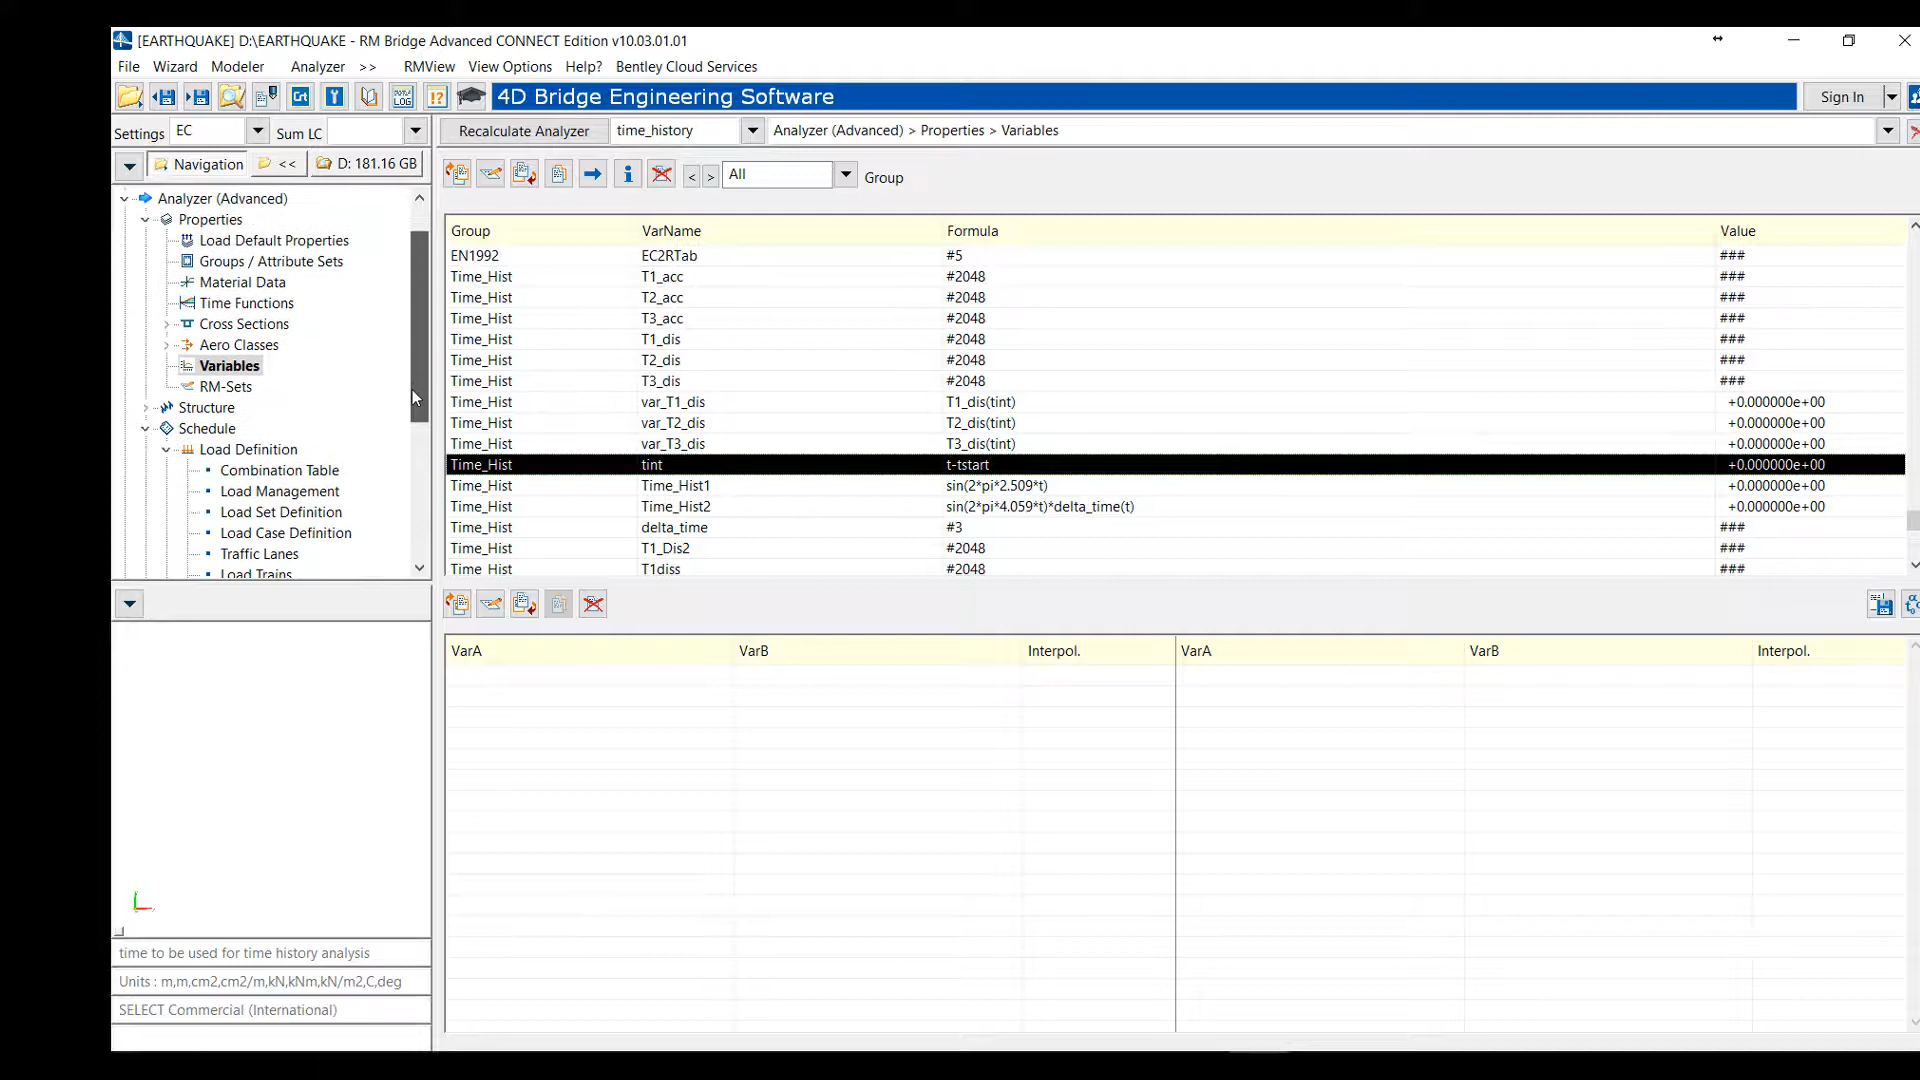 [EARTHQUAKE] D:\EARTHQUAKE - RM Bridge Advanced CONNECT Edition v10.03.01.01
File Wizard Modeler Analyzer >> RMView View Options Help? Bentley Cloud Services
4D Bridge Engineering Software
Sign In
Settings EC Sum LC
Recalculate Analyzer time_history Analyzer (Advanced) > Properties > Variables
Navigation << D: 181.16 GB
< > All Group
Analyzer (Advanced)
Properties
Load Default Properties
Groups / Attribute Sets
Material Data
Time Functions
Cross Sections
Aero Classes
Variables
RM-Sets
Structure
Schedule
Load Definition
Combination Table
Load Management
Load Set Definition
Load Case Definition
Traffic Lanes
Load Trains
Group VarName Formula Value
EN1992 EC2RTab #5 ###
Time_Hist T1_acc #2048 ###
Time_Hist T2_acc #2048 ###
Time_Hist T3_acc #2048 ###
Time_Hist T1_dis #2048 ###
Time_Hist T2_dis #2048 ###
Time_Hist T3_dis #2048 ###
Time_Hist var_T1_dis T1_dis(tint) +0.000000e+00
Time_Hist var_T2_dis T2_dis(tint) +0.000000e+00
Time_Hist var_T3_dis T3_dis(tint) +0.000000e+00
Time_Hist tint t-tstart +0.000000e+00
Time_Hist Time_Hist1 sin(2*pi*2.509*t) +0.000000e+00
Time_Hist Time_Hist2 sin(2*pi*4.059*t)*delta_time(t) +0.000000e+00
Time_Hist delta_time #3 ###
Time_Hist T1_Dis2 #2048 ###
Time_Hist T1diss #2048 ###
VarA VarB Interpol. VarA VarB Interpol.
time to be used for time history analysis
Units : m,m,cm2,cm2/m,kN,kNm,kN/m2,C,deg
SELECT Commercial (International)